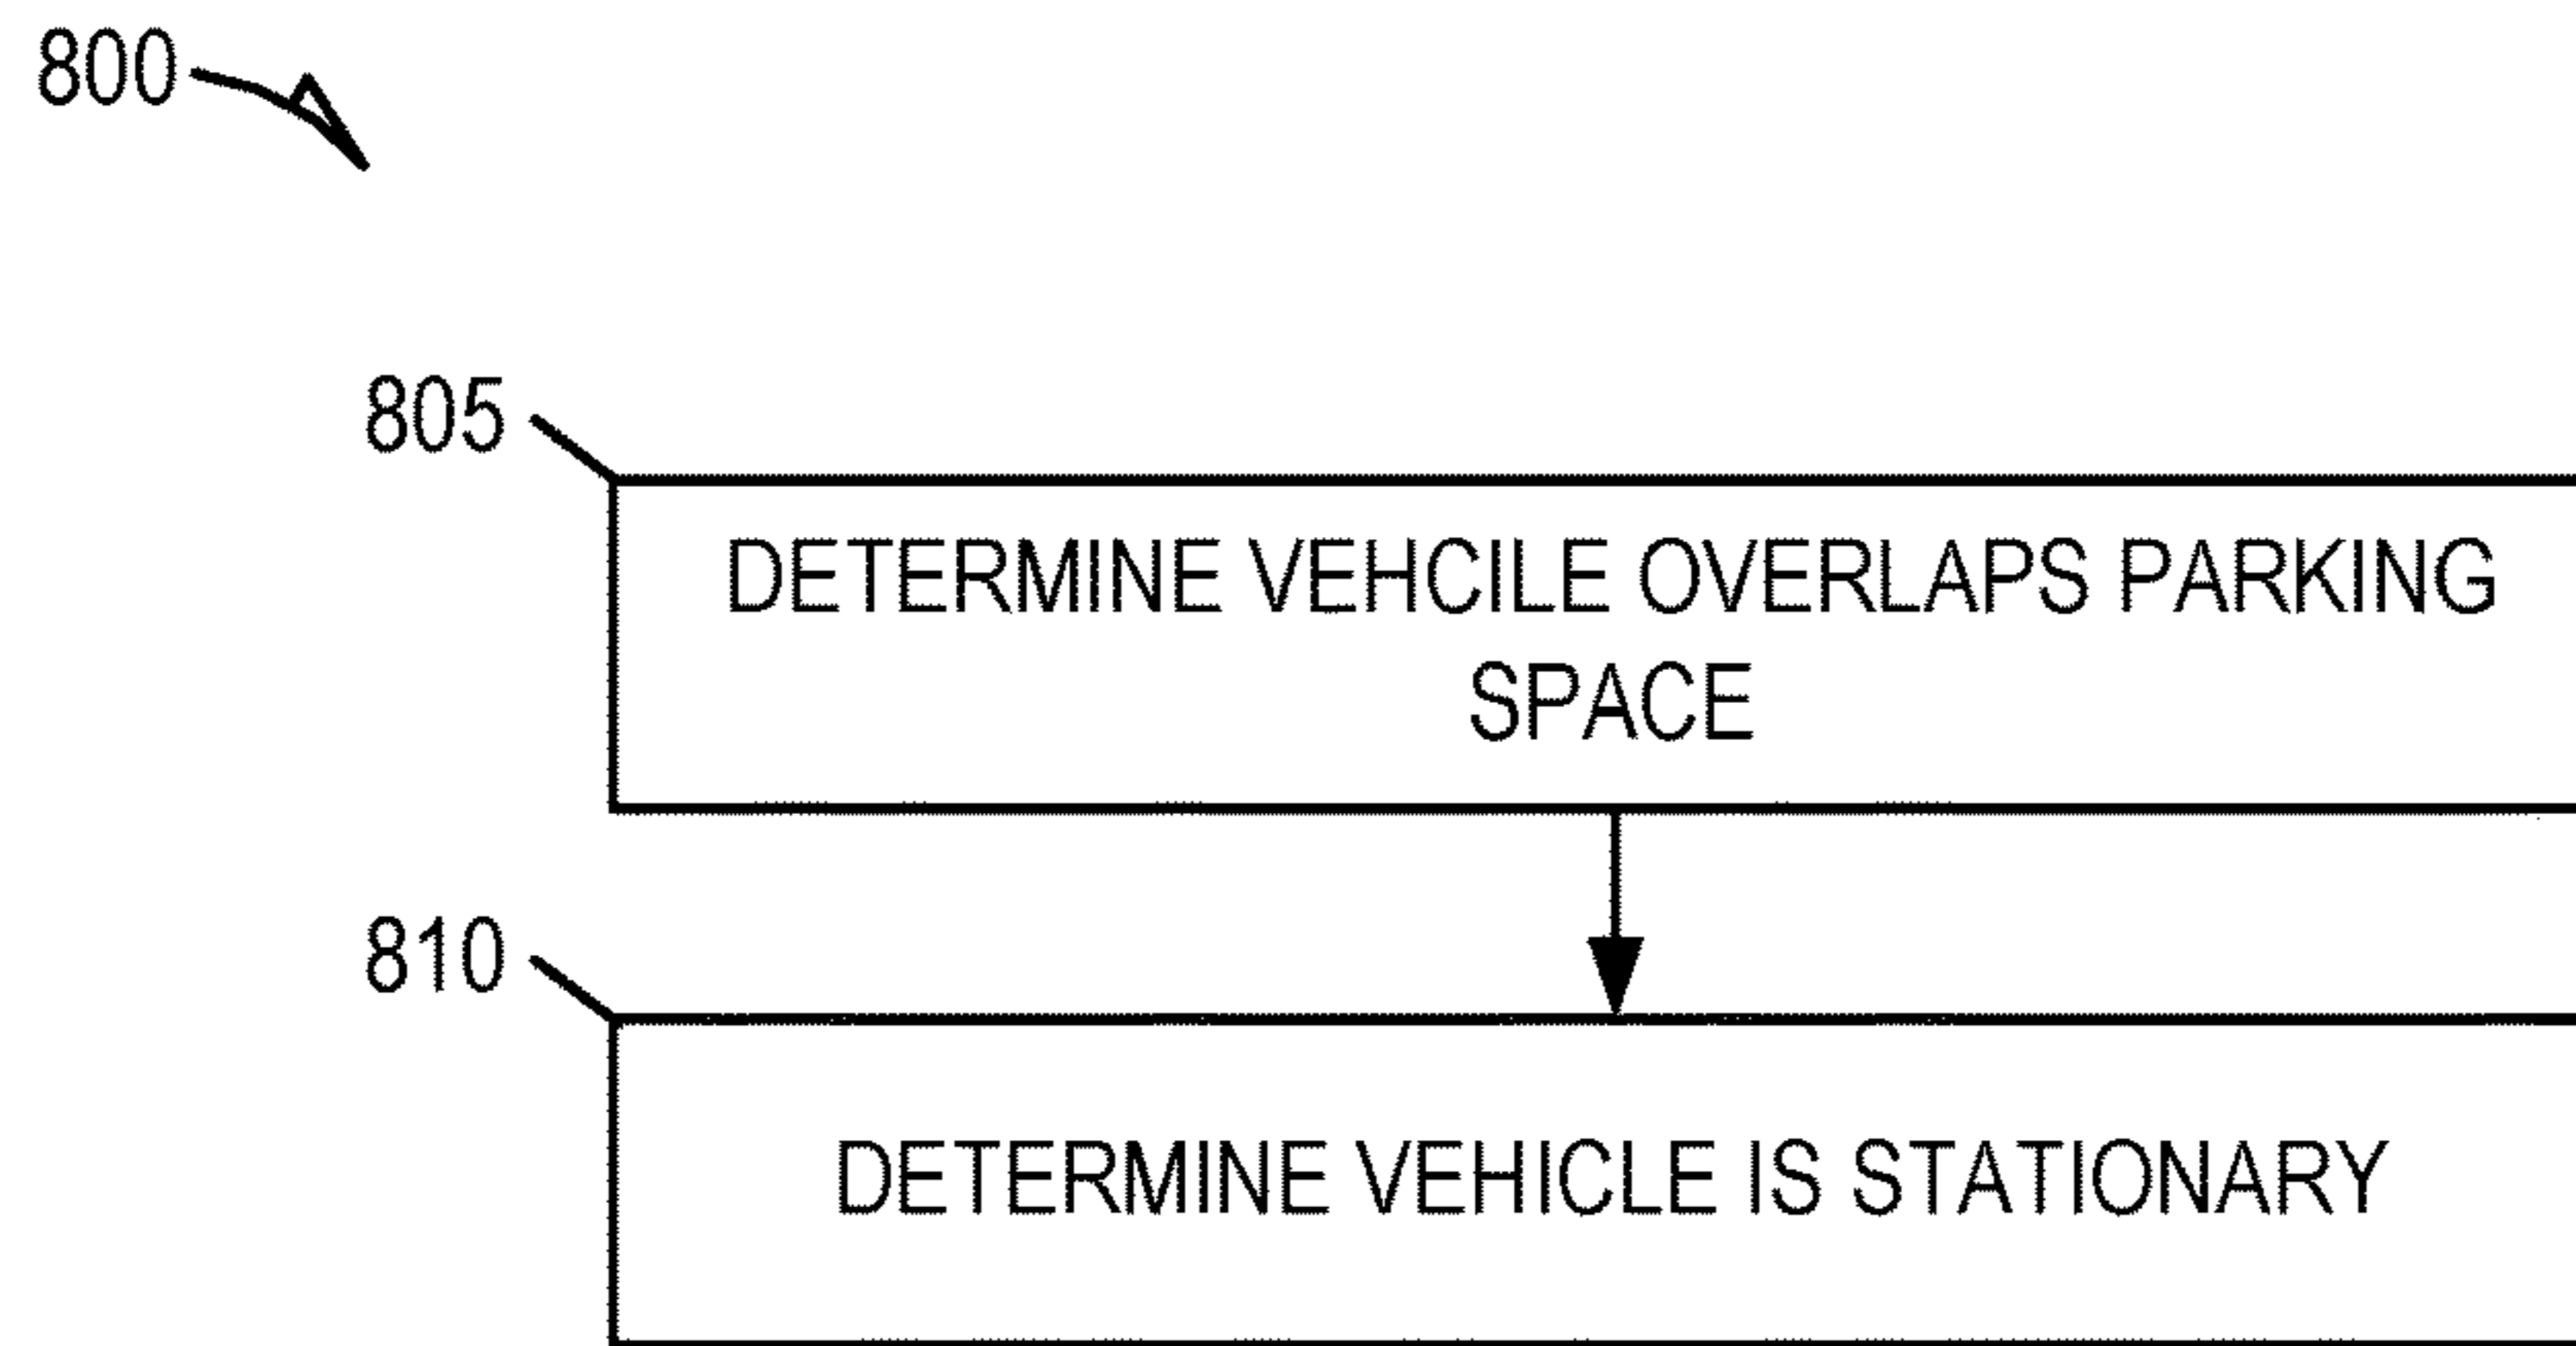 800
805
DETERMINE VEHCILE OVERLAPS PARKING
SPACE
810
DETERMINE VEHICLE IS STATIONARY